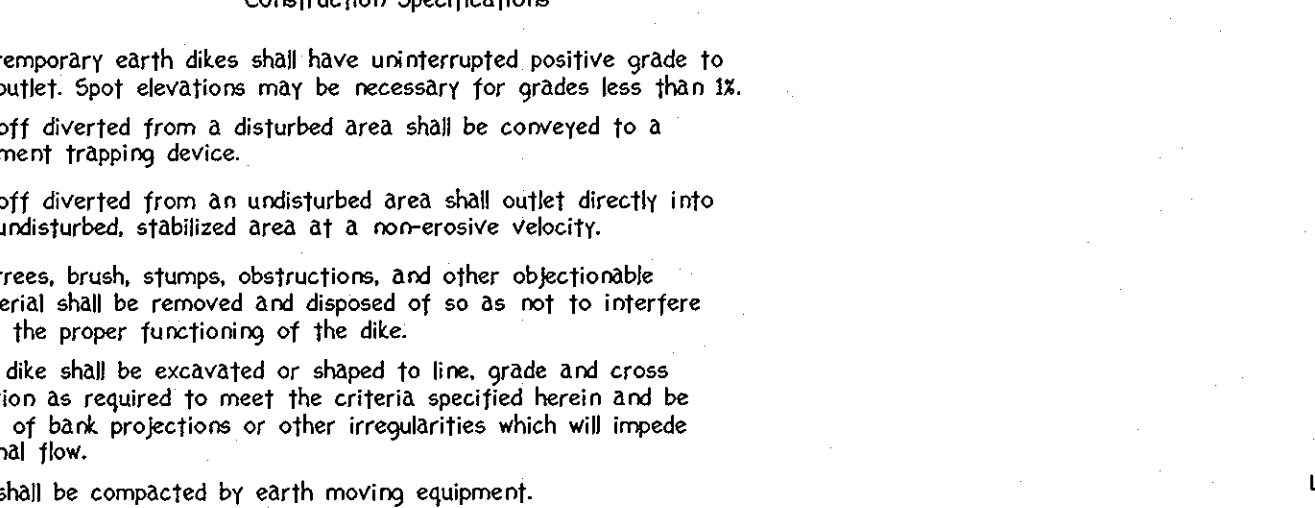 Construction Specifications
temporary earth dikes shall have uninterrupted positive grade to
outlet. Spot elevations may be necessary for grades less than 1%.
off diverted from a disturbed area shall be conveyed to a
ment trapping device.
off diverted from an undisturbed area shall outlet directly into
undisturbed, stabilized area at a non-erosive velocity.
trees, brush, stumps, obstructions, and other objectionable
erial shall be removed and disposed of so as not to interfere
the proper functioning of the dike.
dike shall be excavated or shaped to line, grade and cross
ion as required to meet the criteria specified herein and be
of bank projections or other irregularities which will impede
nal flow.
shall be compacted by earth moving equipment.